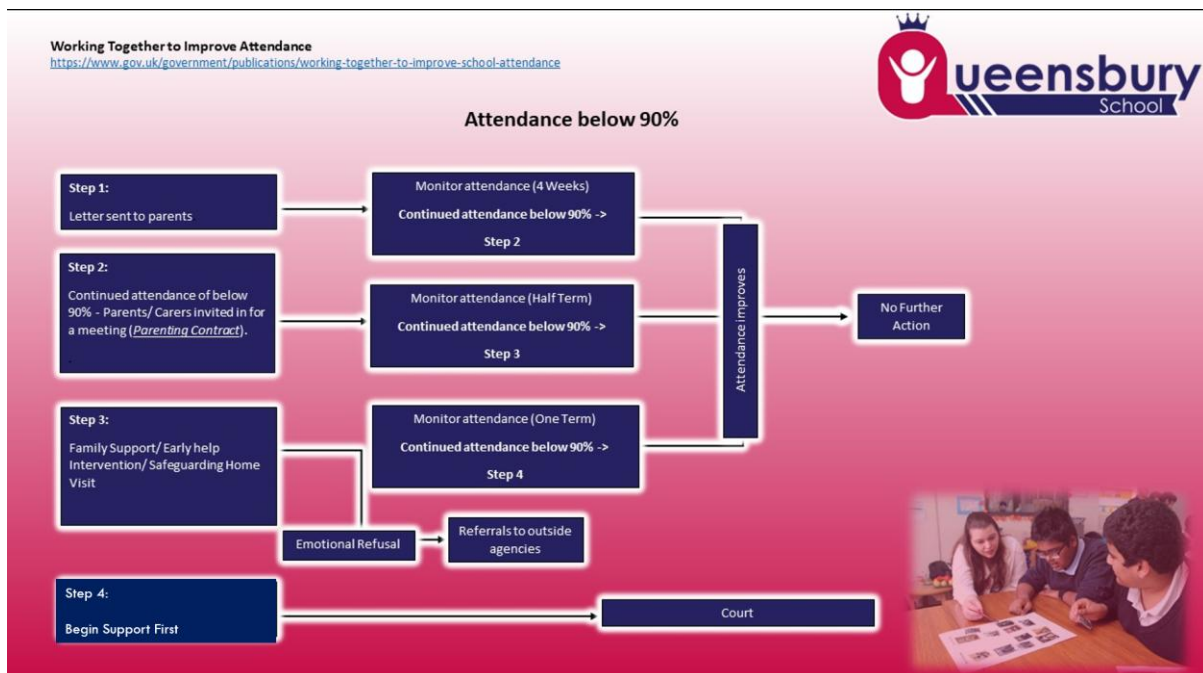 Working Together to Improve Attendance
https://www.gov.uk/government/publications/working-together-to-improve-school-attendance
Queensbury
School
Attendance below 90%
Step 1:
Letter sent to parents
Monitor attendance (4 Weeks)
Continued attendance below 90% ->
Step 2
Step 2:
Continued attendance of below
90% - Parents/ Carers invited in for
a meeting (Parenting Contract).
.
Monitor attendance (Half Term)
Continued attendance below 90% ->
Step 3
Attendance improves
No Further
Action
Step 3:
Family Support/ Early help
Intervention/ Safeguarding Home
Visit
Monitor attendance (One Term)
Continued attendance below 90% ->
Step 4
Emotional Refusal
Referrals to outside
agencies
Step 4:
Begin Support First
Court